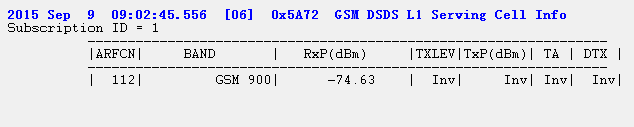 2015 Sep  9  09:02:45.556  [06]  0x5A72  GSM DSDS L1 Serving Cell Info
Subscription ID = 1
|ARFCN|     BAND        |   RxP(dBm)      |TXLEV|TxP(dBm)| TA  | DTX |
|  112|          GSM 900|      -74.63     |  Inv|     Inv|  Inv|  Inv|